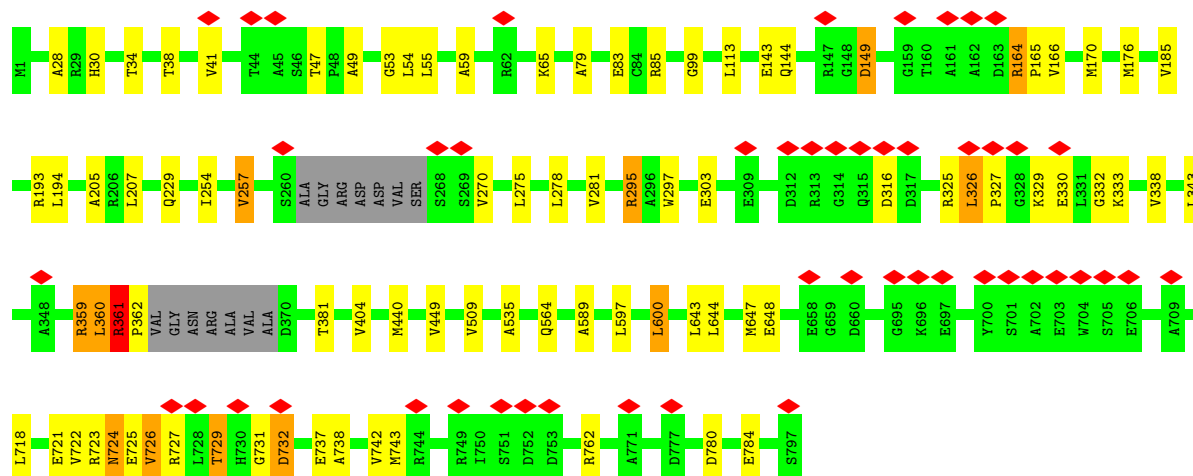 M1 A28 R29 H30 T34 T38 V41 T44 A45 S46 T47 P48 A49 G53 L54 L55 A59 R62 K65 A79 E83 C84 R85 G99 L113 E143 Q144 R147 G148 D149 G159 T160 A161 A162 D163 R164 P165 V166 M170 M176 V185
R193 L194 A205 R206 L207 Q229 I254 V257 S260 ALA GLY ARG ASP ASP VAL SER S268 S269 V270 L275 L278 V281 R295 A296 W297 E303 E309 D312 R313 G314 Q315 D316 D317 R325 L326 P327 G328 K329 E330 L331 G332 K333 V338 L343
A348 R359 L360 R361 P362 VAL GLY ASN ARG ALA VAL ALA D370 T381 V404 M440 V449 V509 A535 Q564 A589 L597 L600 L643 L644 M647 E648 E658 G659 D660 G695 K696 E697 Y700 S701 A702 E703 W704 S705 E706 A709
L718 E721 V722 R723 N724 E725 V726 R727 L728 T729 H730 G731 D732 E737 A738 V742 M743 R744 R749 I750 S751 D752 D753 R762 A771 D777 D780 E784 S797